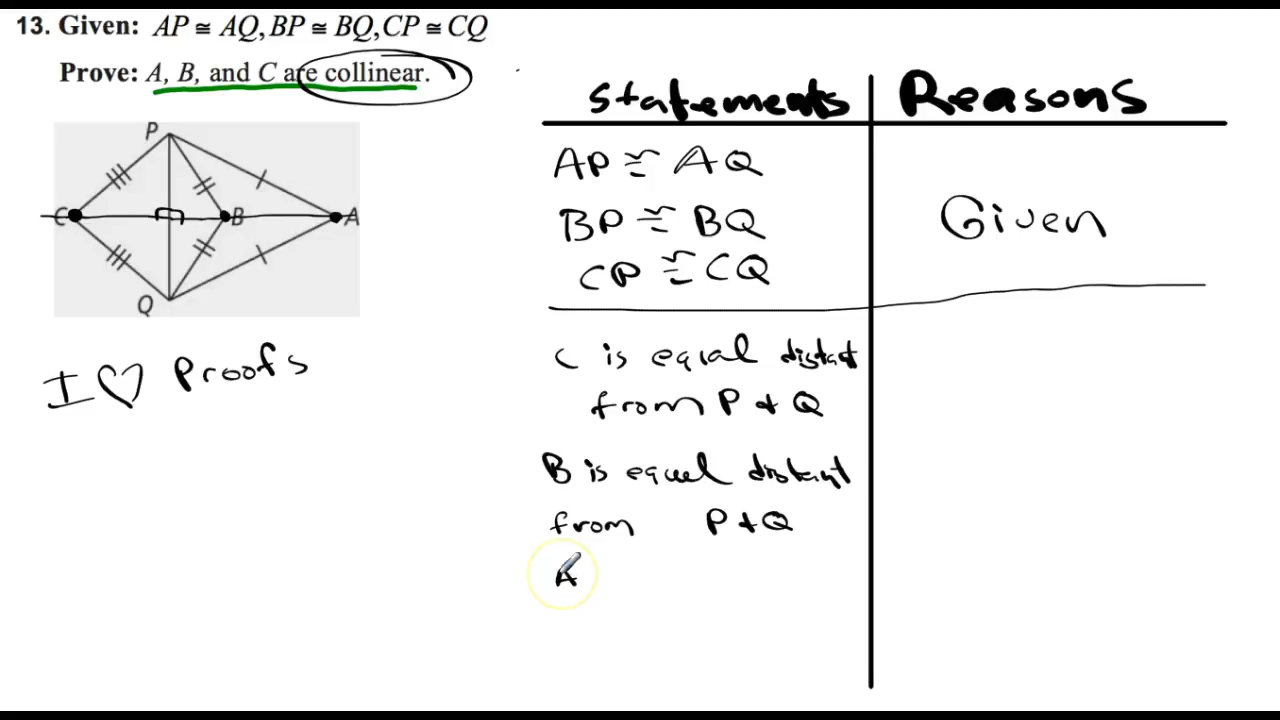 13. Given: AP ≅ AQ, BP ≅ BQ, CP ≅ CQ
Prove: A, B, and C are collinear.
Statements Reasons
P
C B A
Q
I ♡ Proofs
AP ≅ AQ
BP ≅ BQ
CP ≅ CQ
Given
C is equal distant
from P & Q
B is equal distant
from P & Q
A